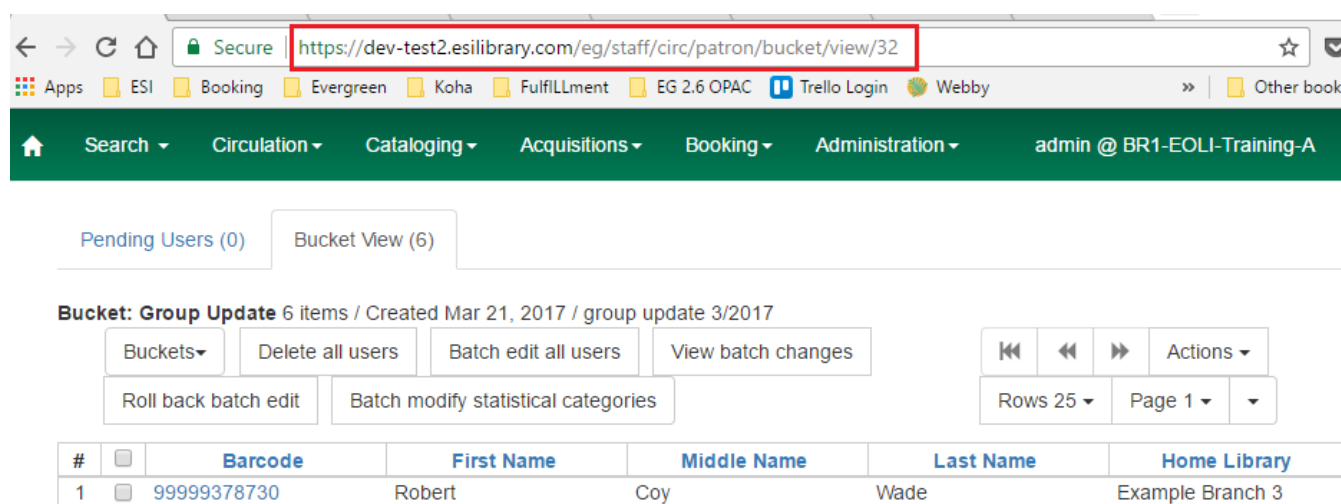 Secure https://dev-test2.esilibrary.com/eg/staff/circ/patron/bucket/view/32
Apps ESI Booking Evergreen Koha FulfILLment EG 2.6 OPAC Trello Login Webby » Other book
Search Circulation Cataloging Acquisitions Booking Administration admin @ BR1-EOLI-Training-A
Pending Users (0) Bucket View (6)
Bucket: Group Update 6 items / Created Mar 21, 2017 / group update 3/2017
Buckets Delete all users Batch edit all users View batch changes Actions
Roll back batch edit Batch modify statistical categories Rows 25 Page 1
# Barcode First Name Middle Name Last Name Home Library
1 99999378730 Robert Coy Wade Example Branch 3